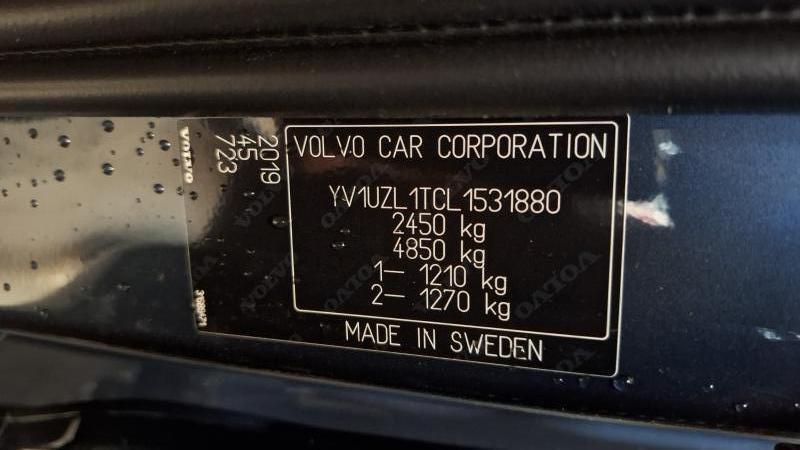 VOLVO
2019
45
723
VOLVO CAR CORPORATION
YV1UZL1TCL1531880
2450 kg
4850 kg
1– 1210 kg
2– 1270 kg
MADE IN SWEDEN